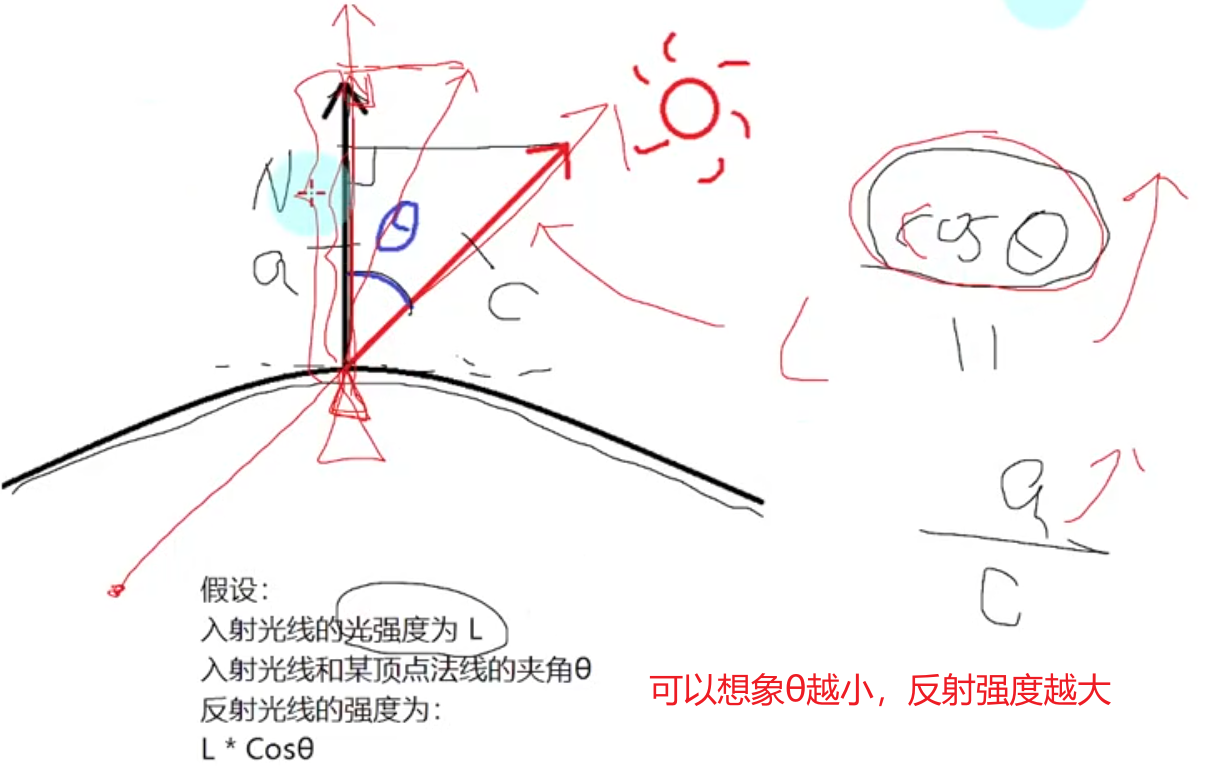 N
θ
a
C
L
cosθ
a
C
假设：
入射光线的光强度为 L
入射光线和某顶点法线的夹角θ
反射光线的强度为：
L * Cosθ
可以想象θ越小，反射强度越大